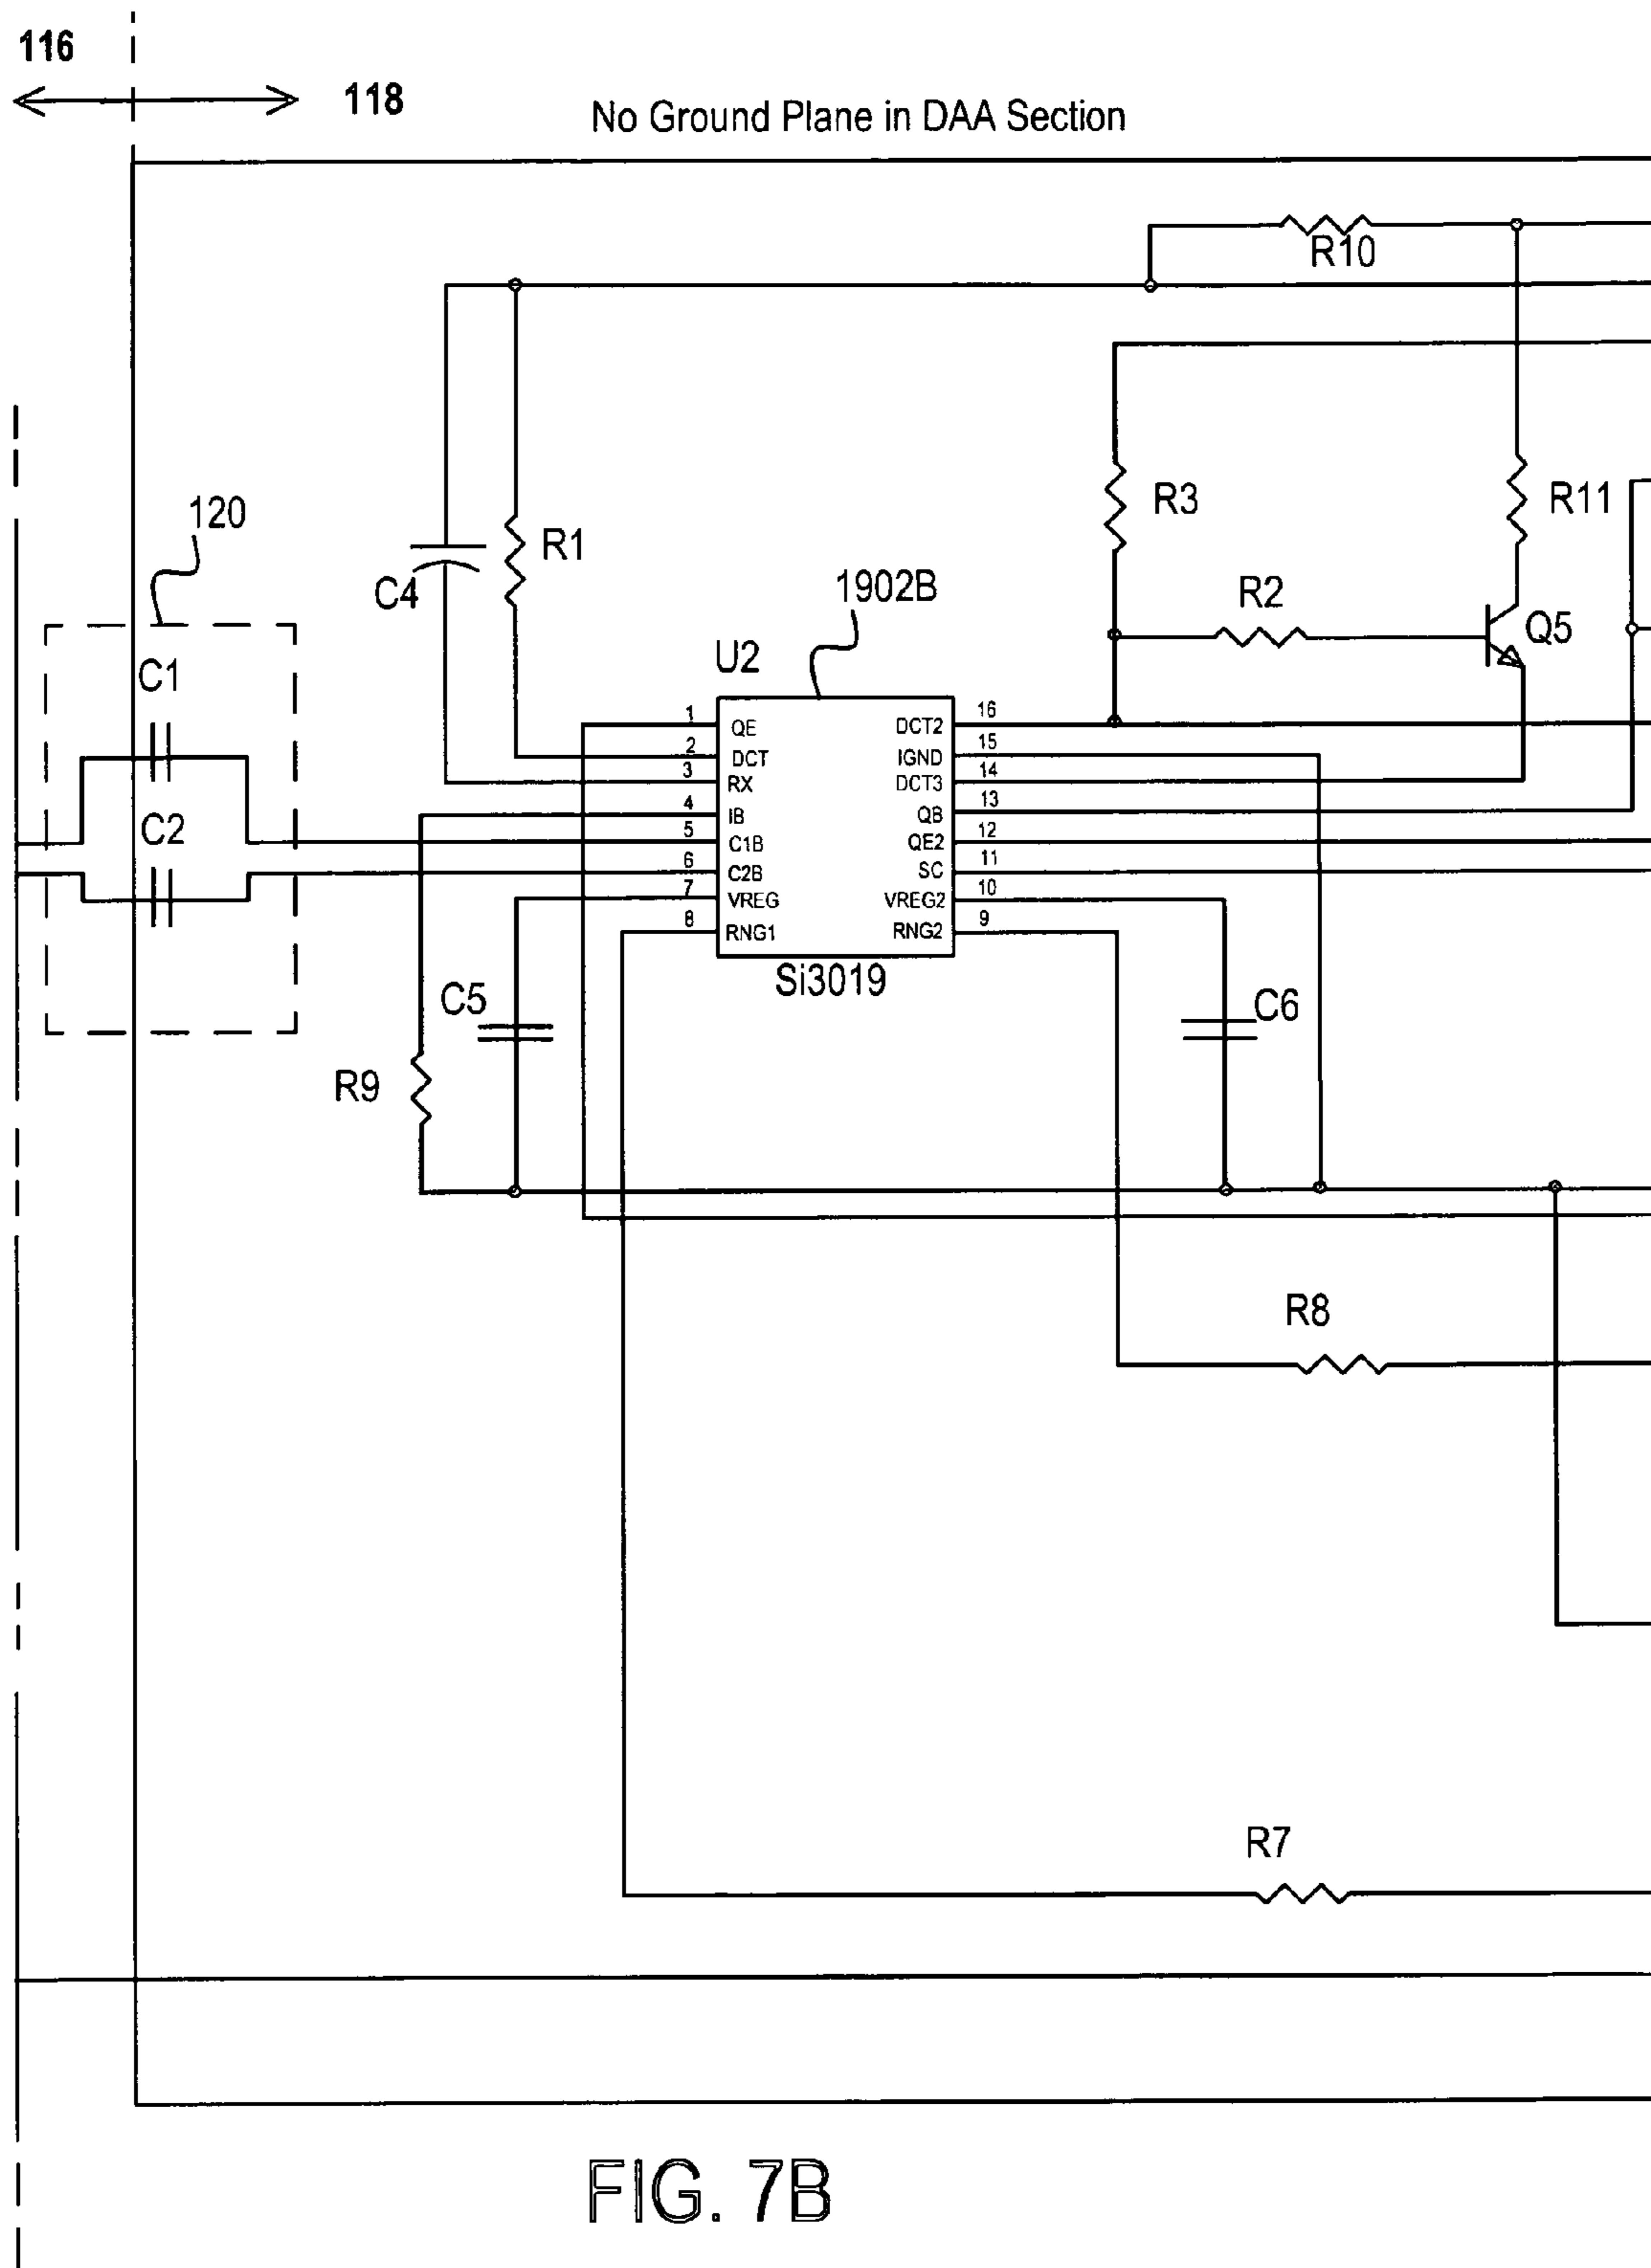 116
118
No Ground Plane in DAA Section
R10
R3
R11
120
R1
C4
1902B
R2
Q5
U2
C1
1 QE DCT2 16
2 DCT IGND 15
3 RX DCT3 14
4 IB QB 13
C2
5 C1B QE2 12
6 C2B SC 11
7 VREG VREG2 10
8 RNG1 RNG2 9
Si3019
C5
C6
R9
R8
R7
FIG. 7B